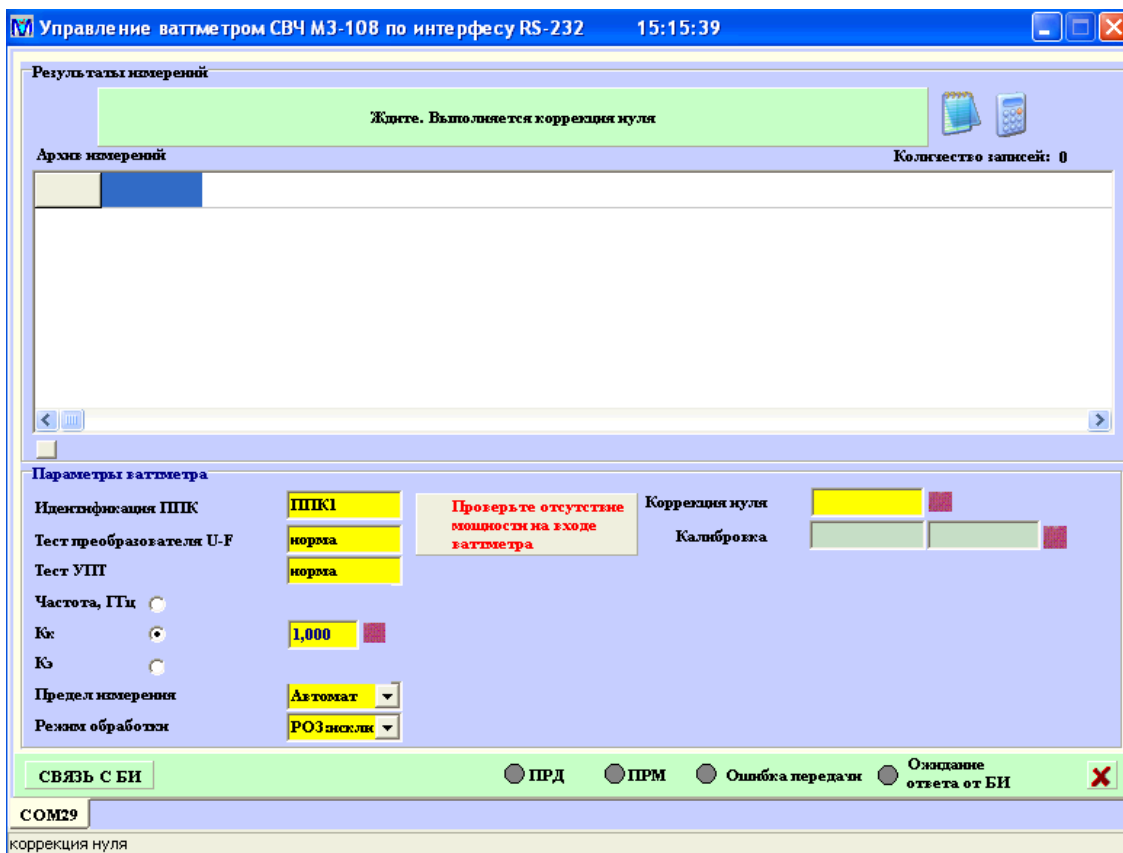 Управление ваттметром СВЧ М3-108 по интерфесу RS-232 15:15:39
Результаты измерений
Ждите. Выполняется коррекция нуля
Архив измерений Количество записей: 0
Параметры ваттметра
Идентификация ППК ППК1
Проверьте отсутствие
мощности на входе
ваттметра
Коррекция нуля
Тест преобразователя U-F норма
Калибровка
Тест УПТ норма
Частота, ГГц
Кк 1,000
Кэ
Предел измерения Автомат
Режим обработки РОЗ:исклю
СВЯЗЬ С БИ ПРД ПРМ Ошибка передачи Ожидание
ответа от БИ
COM29
коррекция нуля